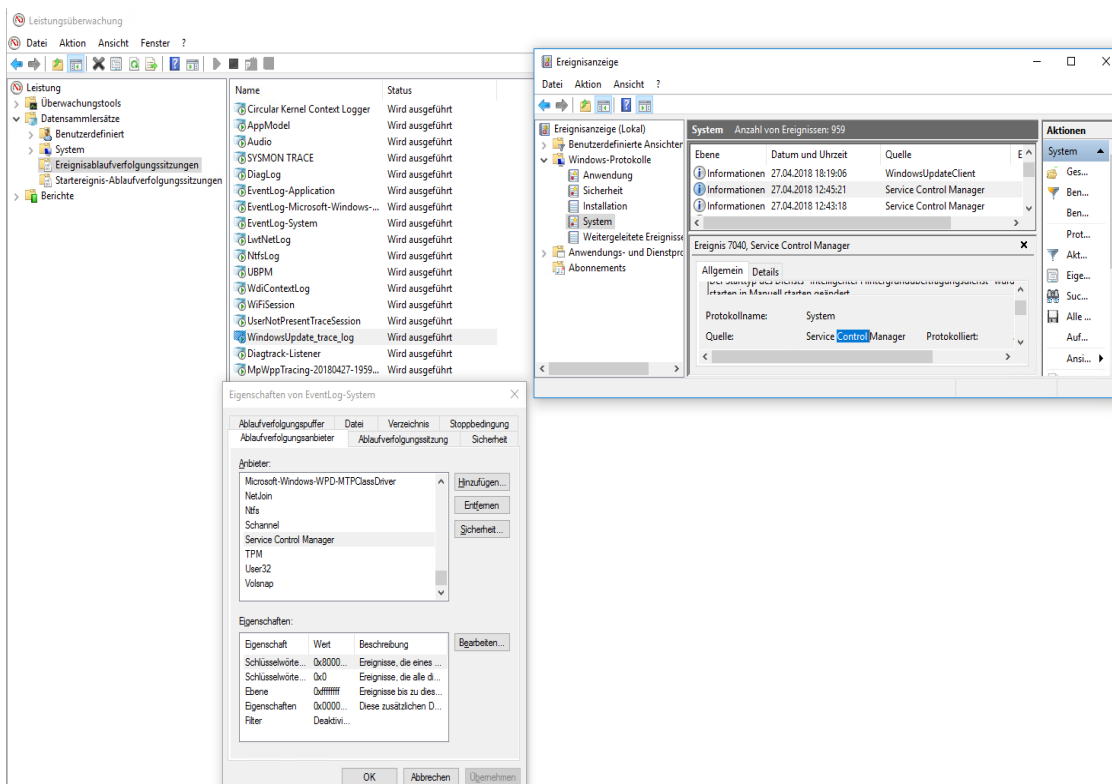 Leistungsüberwachung
Datei Aktion Ansicht Fenster ?
Leistung
Überwachungstools
Datensammlersätze
Benutzerdefiniert
System
Ereignisablaufverfolgungssitzungen
Startereignis-Ablaufverfolgungssitzungen
Berichte
Name Status
Circular Kernel Context Logger Wird ausgeführt
AppModel Wird ausgeführt
Audio Wird ausgeführt
SYSMON TRACE Wird ausgeführt
DiagLog Wird ausgeführt
EventLog-Application Wird ausgeführt
EventLog-Microsoft-Windows-... Wird ausgeführt
EventLog-System Wird ausgeführt
LwtNetLog Wird ausgeführt
NtfsLog Wird ausgeführt
UBPM Wird ausgeführt
WdiContextLog Wird ausgeführt
WiFiSession Wird ausgeführt
UserNotPresentTraceSession Wird ausgeführt
WindowsUpdate_trace_log Wird ausgeführt
Diagtrack-Listener Wird ausgeführt
MpWppTracing-20180427-1959... Wird ausgeführt
Ereignisanzeige
Datei Aktion Ansicht ?
Ereignisanzeige (Lokal)
Benutzerdefinierte Ansichten
Windows-Protokolle
Anwendung
Sicherheit
Installation
System
Weitergeleitete Ereignisse
Anwendungs- und Dienstpro
Abonnements
System Anzahl von Ereignissen: 959
Ebene Datum und Uhrzeit Quelle E
Informationen 27.04.2018 18:19:06 WindowsUpdateClient
Informationen 27.04.2018 12:45:21 Service Control Manager
Informationen 27.04.2018 12:43:18 Service Control Manager
Ereignis 7040, Service Control Manager
Allgemein Details
starten in Manuell starten geändert
Protokollname: System
Quelle: Service Control Manager Protokolliert:
Aktionen
System
Ges...
Ben...
Ben...
Prot...
Akt...
Eige...
Suc...
Alle ...
Auf...
Ansi...
Eigenschaften von EventLog-System
Ablaufverfolgungspuffer Datei Verzeichnis Stoppbedingung
Ablaufverfolgungsanbieter Ablaufverfolgungssitzung Sicherheit
Anbieter:
Microsoft-Windows-WPD-MTPClassDriver
NetJoin
Ntfs
Schannel
Service Control Manager
TPM
User32
Volsnap
Hinzufügen...
Entfernen
Sicherheit...
Eigenschaften:
Eigenschaft Wert Beschreibung
Schlüsselwörte... 0x8000... Ereignisse, die eines ...
Schlüsselwörte... 0x0 Ereignisse, die alle di...
Ebene 0xffffffff Ereignisse bis zu dies...
Eigenschaften 0x0000... Diese zusätzlichen D...
Filter Deaktivi...
Bearbeiten...
OK Abbrechen Übernehmen